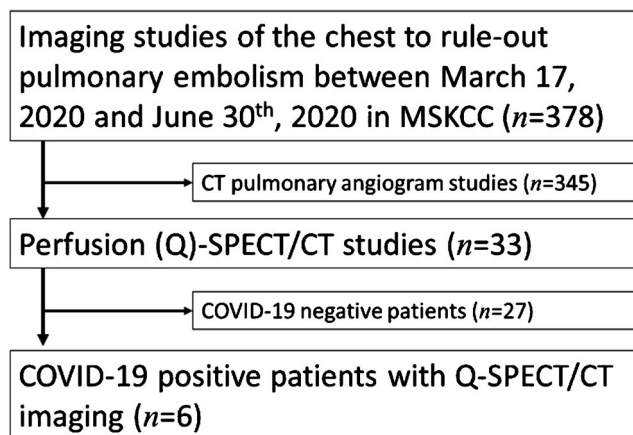 Imaging studies of the chest to rule-out
pulmonary embolism between March 17,
2020 and June 30th, 2020 in MSKCC (n=378)
CT pulmonary angiogram studies (n=345)
Perfusion (Q)-SPECT/CT studies (n=33)
COVID-19 negative patients (n=27)
COVID-19 positive patients with Q-SPECT/CT
imaging (n=6)